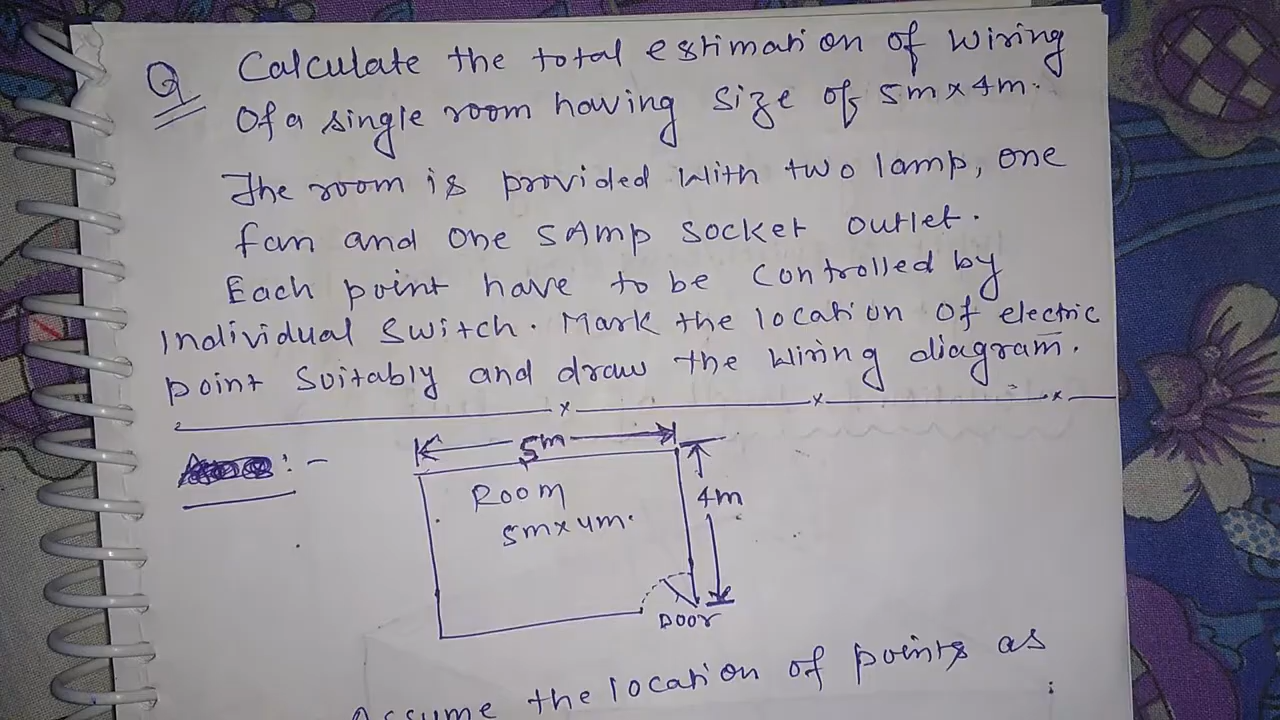 Q Calculate the total estimation of wiring
Of a single room having size of 5m x 4m.
The room is provided with two lamp, one
fan and one 5Amp socket outlet.
Each point have to be controlled by
individual switch. Mark the location of electric
point suitably and draw the wiring diagram.
5m
Room
5m x 4m.
4m
Door
Assume the location of points as